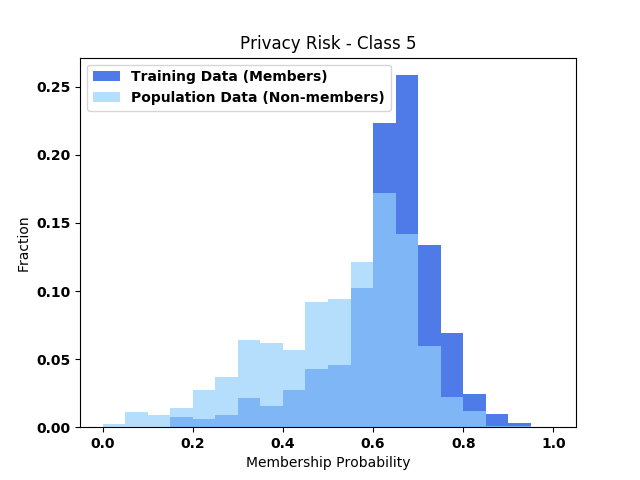 Privacy Risk - Class 5
Training Data (Members)
Population Data (Non-members)
0.25
0.20
0.15
0.10
0.05
0.00
Fraction
0.0 0.2 0.4 0.6 0.8 1.0
Membership Probability